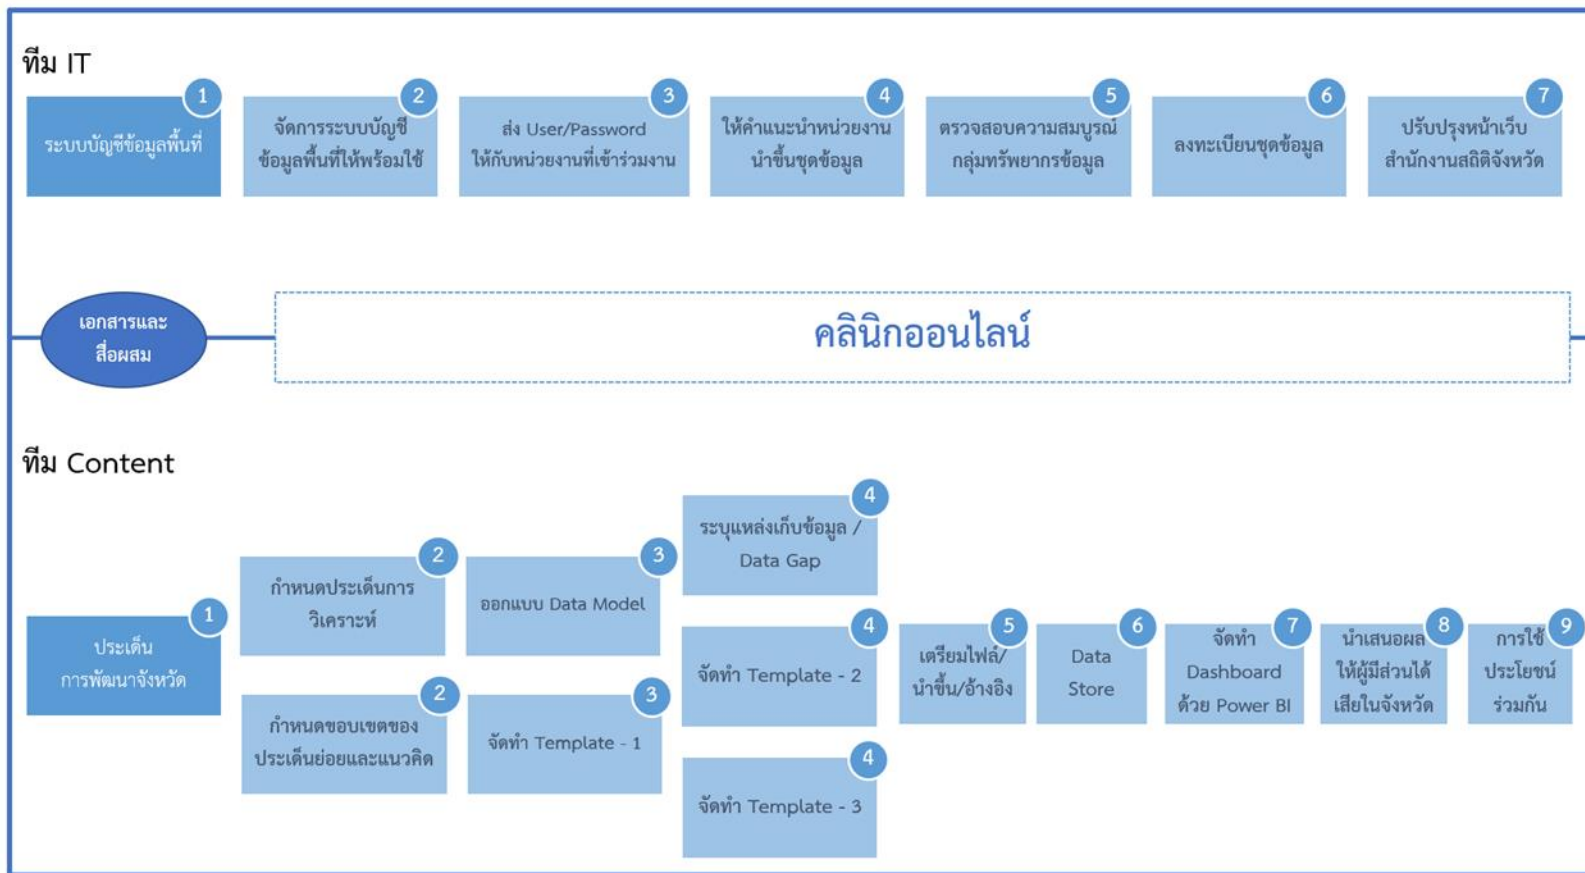 ทีม IT
1
ระบบบัญชีข้อมูลพื้นที่
2
จัดการระบบบัญชี
ข้อมูลพื้นที่ให้พร้อมใช้
3
ส่ง User/Password
ให้กับหน่วยงานที่เข้าร่วมงาน
4
ให้คำแนะนำหน่วยงาน
นำขึ้นชุดข้อมูล
5
ตรวจสอบความสมบูรณ์
กลุ่มทรัพยากรข้อมูล
6
ลงทะเบียนชุดข้อมูล
7
ปรับปรุงหน้าเว็บ
สำนักงานสถิติจังหวัด
เอกสารและ
สื่อผสม
คลินิกออนไลน์
ทีม Content
1
ประเด็น
การพัฒนาจังหวัด
2
กำหนดประเด็นการ
วิเคราะห์
2
กำหนดขอบเขตของ
ประเด็นย่อยและแนวคิด
3
ออกแบบ Data Model
3
จัดทำ Template - 1
4
ระบุแหล่งเก็บข้อมูล /
Data Gap
4
จัดทำ Template - 2
4
จัดทำ Template - 3
5
เตรียมไฟล์/
นำขึ้น/อ้างอิง
6
Data
Store
7
จัดทำ
Dashboard
ด้วย Power BI
8
นำเสนอผล
ให้ผู้มีส่วนได้
เสียในจังหวัด
9
การใช้
ประโยชน์
ร่วมกัน